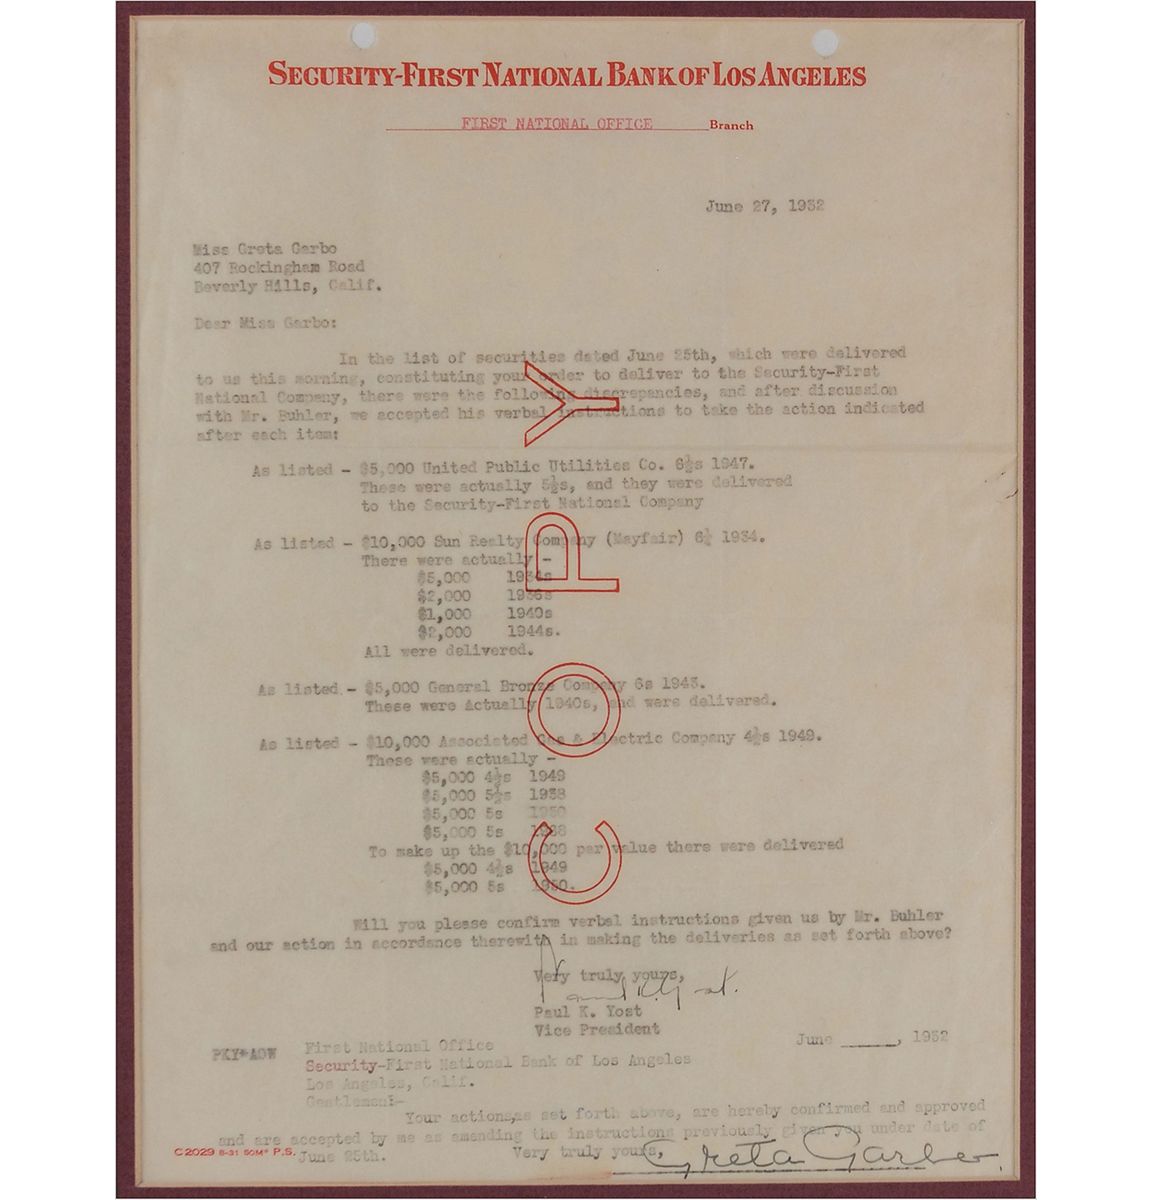 SECURITY-FIRST NATIONAL BANK OF LOS ANGELES
FIRST NATIONAL OFFICE Branch
June 27, 1932
Miss Greta Garbo
407 Rockingham Road
Beverly Hills, Calif.
Dear Miss Garbo:
In the list of securities dated June 25th, which were delivered
to us this morning, constituting your order to deliver to the Security-First
National Company, there were the following discrepancies, and after discussion
with Mr. Buhler, we accepted his verbal instructions to take the action indicated
after each item:
As listed - $5,000 United Public Utilities Co. 6½s 1947.
These were actually 5½s, and they were delivered
to the Security-First National Company
As listed - $10,000 Sun Realty Company (Mayfair) 6½ 1934.
There were actually -
$5,000 1934s
$2,000 1936s
$1,000 1940s
$2,000 1944s.
All were delivered.
As listed - $5,000 General Bronze Company 6s 1943.
These were Actually 1940s, and were delivered.
As listed - $10,000 Associated Gas & Electric Company 4½s 1949.
These were actually -
$5,000 4½s 1949
$5,000 5½s 1938
$5,000 5s 1950
$5,000 5s 1938
To make up the $10,000 par value there were delivered
$5,000 4½s 1949
$5,000 5s 1950.
Will you please confirm verbal instructions given us by Mr. Buhler
and our action in accordance therewith in making the deliveries as set forth above?
Very truly yours,
Paul K. Yost
Paul K. Yost
Vice President
June ______, 1932
PKY*AOW First National Office
Security-First National Bank of Los Angeles
Los Angeles, Calif.
Gentlemen:-
Your actions,as set forth above, are hereby confirmed and approved
and are accepted by me as amending the instructions previously given you under date of
June 25th. Very truly yours, Greta Garbo
C2029 8-31 50M* P.S.
COPY